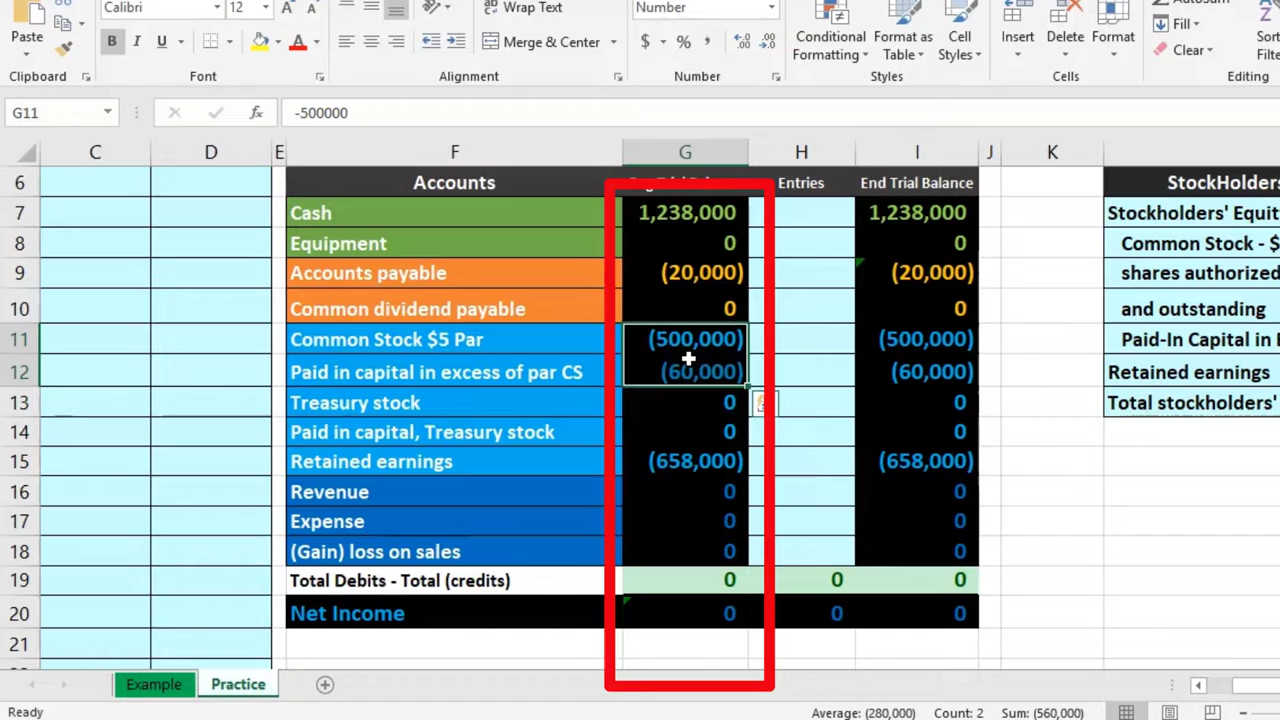 Calibri 12 Wrap Text Number
Paste B I U Merge & Center $ % , Conditional Formatting Format as Table Cell Styles Insert Delete Format Fill Clear
Clipboard Font Alignment Number Styles Cells Editing
G11 fx -500000
C D E F G H I J K
6 Accounts Entries End Trial Balance
7 Cash 1,238,000 1,238,000 Stockholders' Equit
8 Equipment 0 0 Common Stock - $
9 Accounts payable (20,000) (20,000) shares authorized
10 Common dividend payable 0 0 and outstanding
11 Common Stock $5 Par (500,000) (500,000) Paid-In Capital in E
12 Paid in capital in excess of par CS (60,000) (60,000) Retained earnings
13 Treasury stock 0 0 Total stockholders'
14 Paid in capital, Treasury stock 0 0
15 Retained earnings (658,000) (658,000)
16 Revenue 0 0
17 Expense 0 0
18 (Gain) loss on sales 0 0
19 Total Debits - Total (credits) 0 0 0
20 Net Income 0 0 0
21
Example Practice
Ready Average: (280,000) Count: 2 Sum: (560,000)